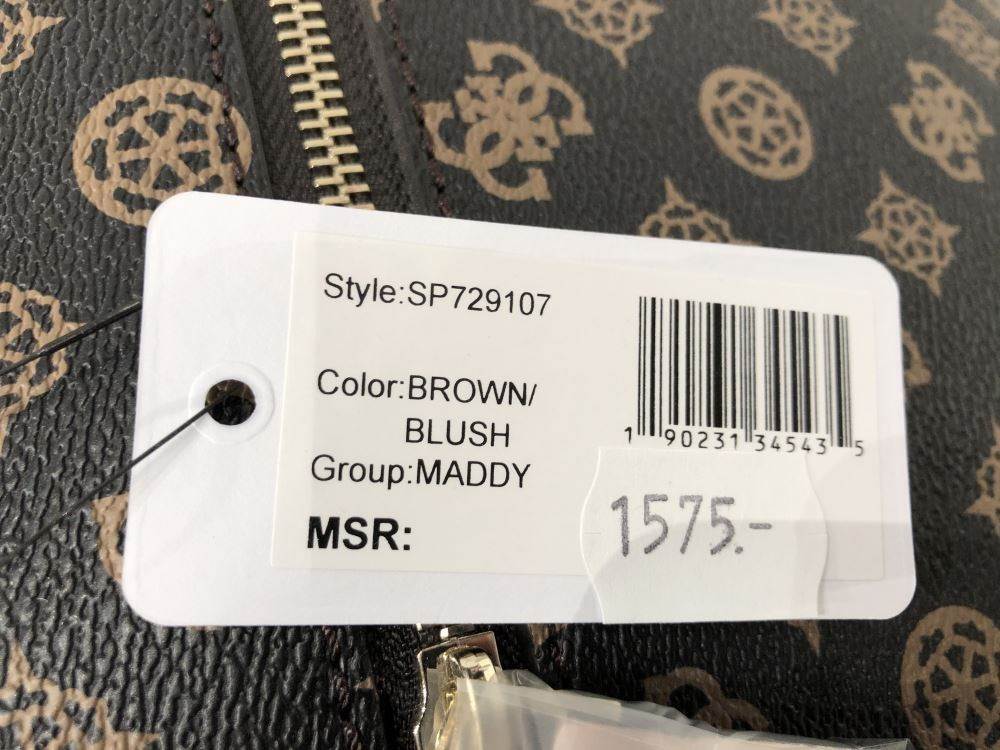 Style:SP729107
Color:BROWN/
BLUSH
Group:MADDY
MSR:
1 90231 34543 5
1575.-